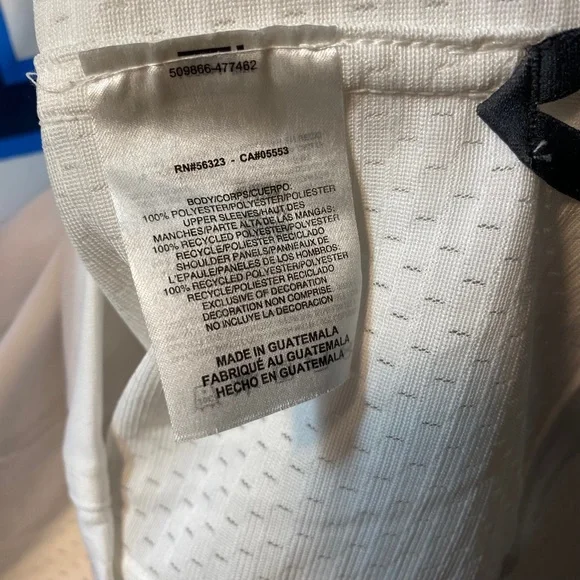 509866-477462
RN#56323 - CA#05553
BODY/CORPS/CUERPO:
100% POLYESTER/POLYESTER/POLIESTER
UPPER SLEEVES/HAUT DES
MANCHES/PARTE ALTA DE LAS MANGAS:
100% RECYCLED POLYESTER/POLYESTER
RECYCLE/POLIESTER RECICLADO
SHOULDER PANELS/PANNEAUX DE
L'EPAULE/PANELES DE LOS HOMBROS:
100% RECYCLED POLYESTER/POLYESTER
RECYCLE/POLIESTER RECICLADO
EXCLUSIVE OF DECORATION
DECORATION NON COMPRISE
NO INCLUYE LA DECORACION
MADE IN GUATEMALA
FABRIQUÉ AU GUATEMALA
HECHO EN GUATEMALA